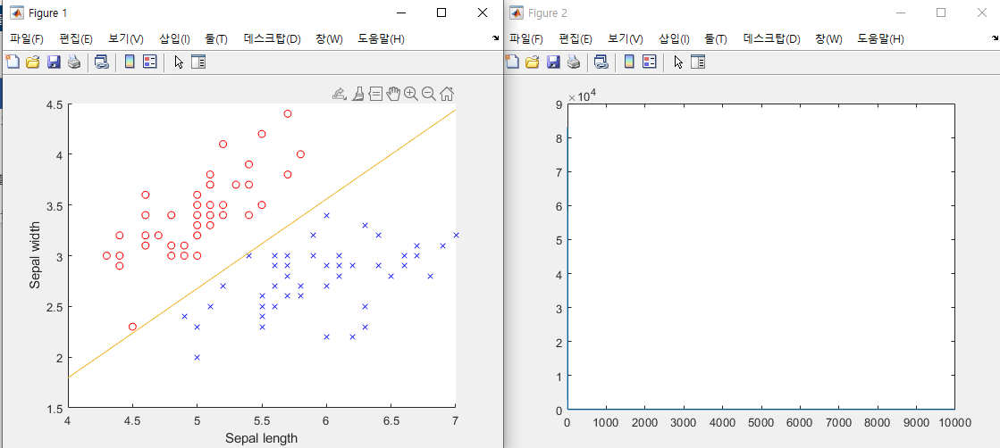 Figure 1
파일(F) 편집(E) 보기(V) 삽입(I) 툴(T) 데스크탑(D) 창(W) 도움말(H)
4.5
4
3.5
3
2.5
2
1.5
Sepal width
4 4.5 5 5.5 6 6.5 7
Sepal length
Figure 2
파일(F) 편집(E) 보기(V) 삽입(I) 툴(T) 데스크탑(D) 창(W) 도움말(H)
×10^4
9
8
7
6
5
4
3
2
1
0
0 1000 2000 3000 4000 5000 6000 7000 8000 9000 10000